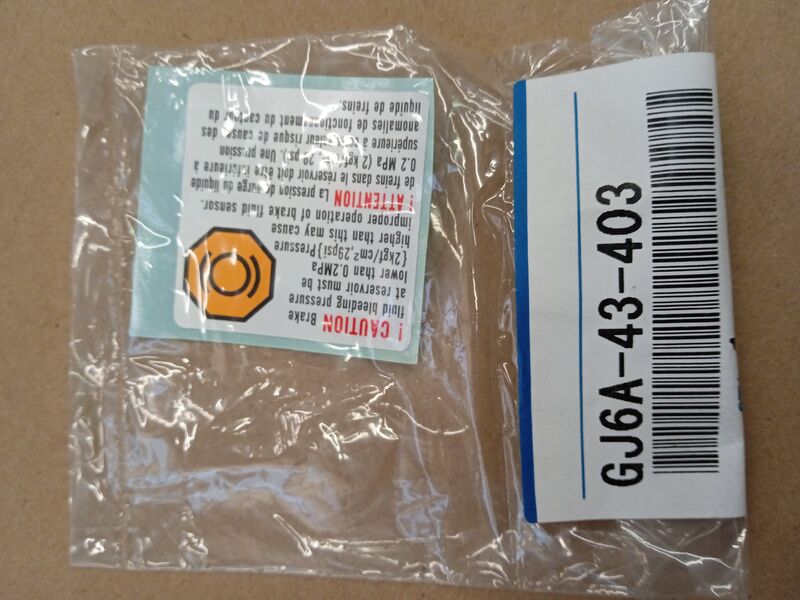 ! CAUTION Brake
fluid bleeding pressure
at reservoir must be
lower than 0.2MPa
{2kgf/cm²,29psi}Pressure
higher than this may cause
improper operation of brake fluid sensor.
! ATTENTION La pression de purge du liquide
de freins dans le réservoir doit être inférieure à
0.2 MPa (2 kgf/ 29 psi). Une pression
supérieure à valeur risque de causer des
anomalies de fonctionnement du capteur du
liquide de freins.
GJ6A-43-403